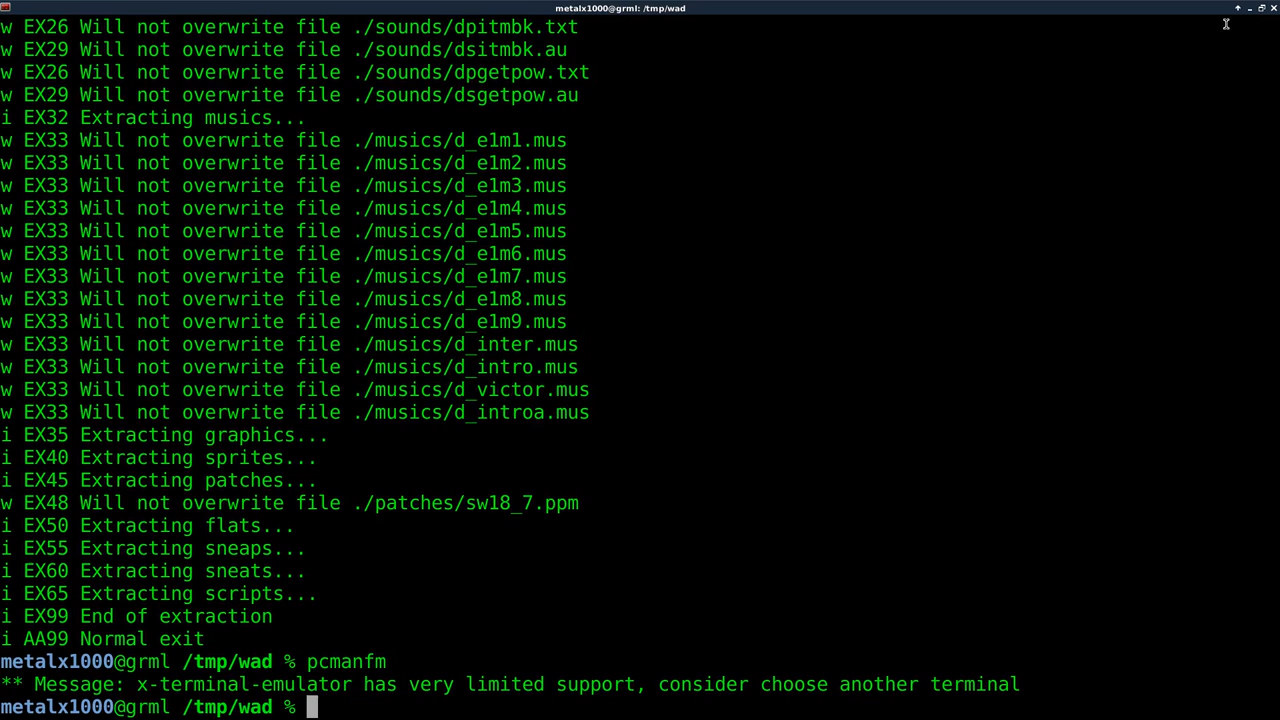 metalx1000@grml: /tmp/wad
w EX26 Will not overwrite file ./sounds/dpitmbk.txt
w EX29 Will not overwrite file ./sounds/dsitmbk.au
w EX26 Will not overwrite file ./sounds/dpgetpow.txt
w EX29 Will not overwrite file ./sounds/dsgetpow.au
i EX32 Extracting musics...
w EX33 Will not overwrite file ./musics/d_e1m1.mus
w EX33 Will not overwrite file ./musics/d_e1m2.mus
w EX33 Will not overwrite file ./musics/d_e1m3.mus
w EX33 Will not overwrite file ./musics/d_e1m4.mus
w EX33 Will not overwrite file ./musics/d_e1m5.mus
w EX33 Will not overwrite file ./musics/d_e1m6.mus
w EX33 Will not overwrite file ./musics/d_e1m7.mus
w EX33 Will not overwrite file ./musics/d_e1m8.mus
w EX33 Will not overwrite file ./musics/d_e1m9.mus
w EX33 Will not overwrite file ./musics/d_inter.mus
w EX33 Will not overwrite file ./musics/d_intro.mus
w EX33 Will not overwrite file ./musics/d_victor.mus
w EX33 Will not overwrite file ./musics/d_introa.mus
i EX35 Extracting graphics...
i EX40 Extracting sprites...
i EX45 Extracting patches...
w EX48 Will not overwrite file ./patches/sw18_7.ppm
i EX50 Extracting flats...
i EX55 Extracting sneaps...
i EX60 Extracting sneats...
i EX65 Extracting scripts...
i EX99 End of extraction
i AA99 Normal exit
metalx1000@grml /tmp/wad % pcmanfm
** Message: x-terminal-emulator has very limited support, consider choose another terminal
metalx1000@grml /tmp/wad %